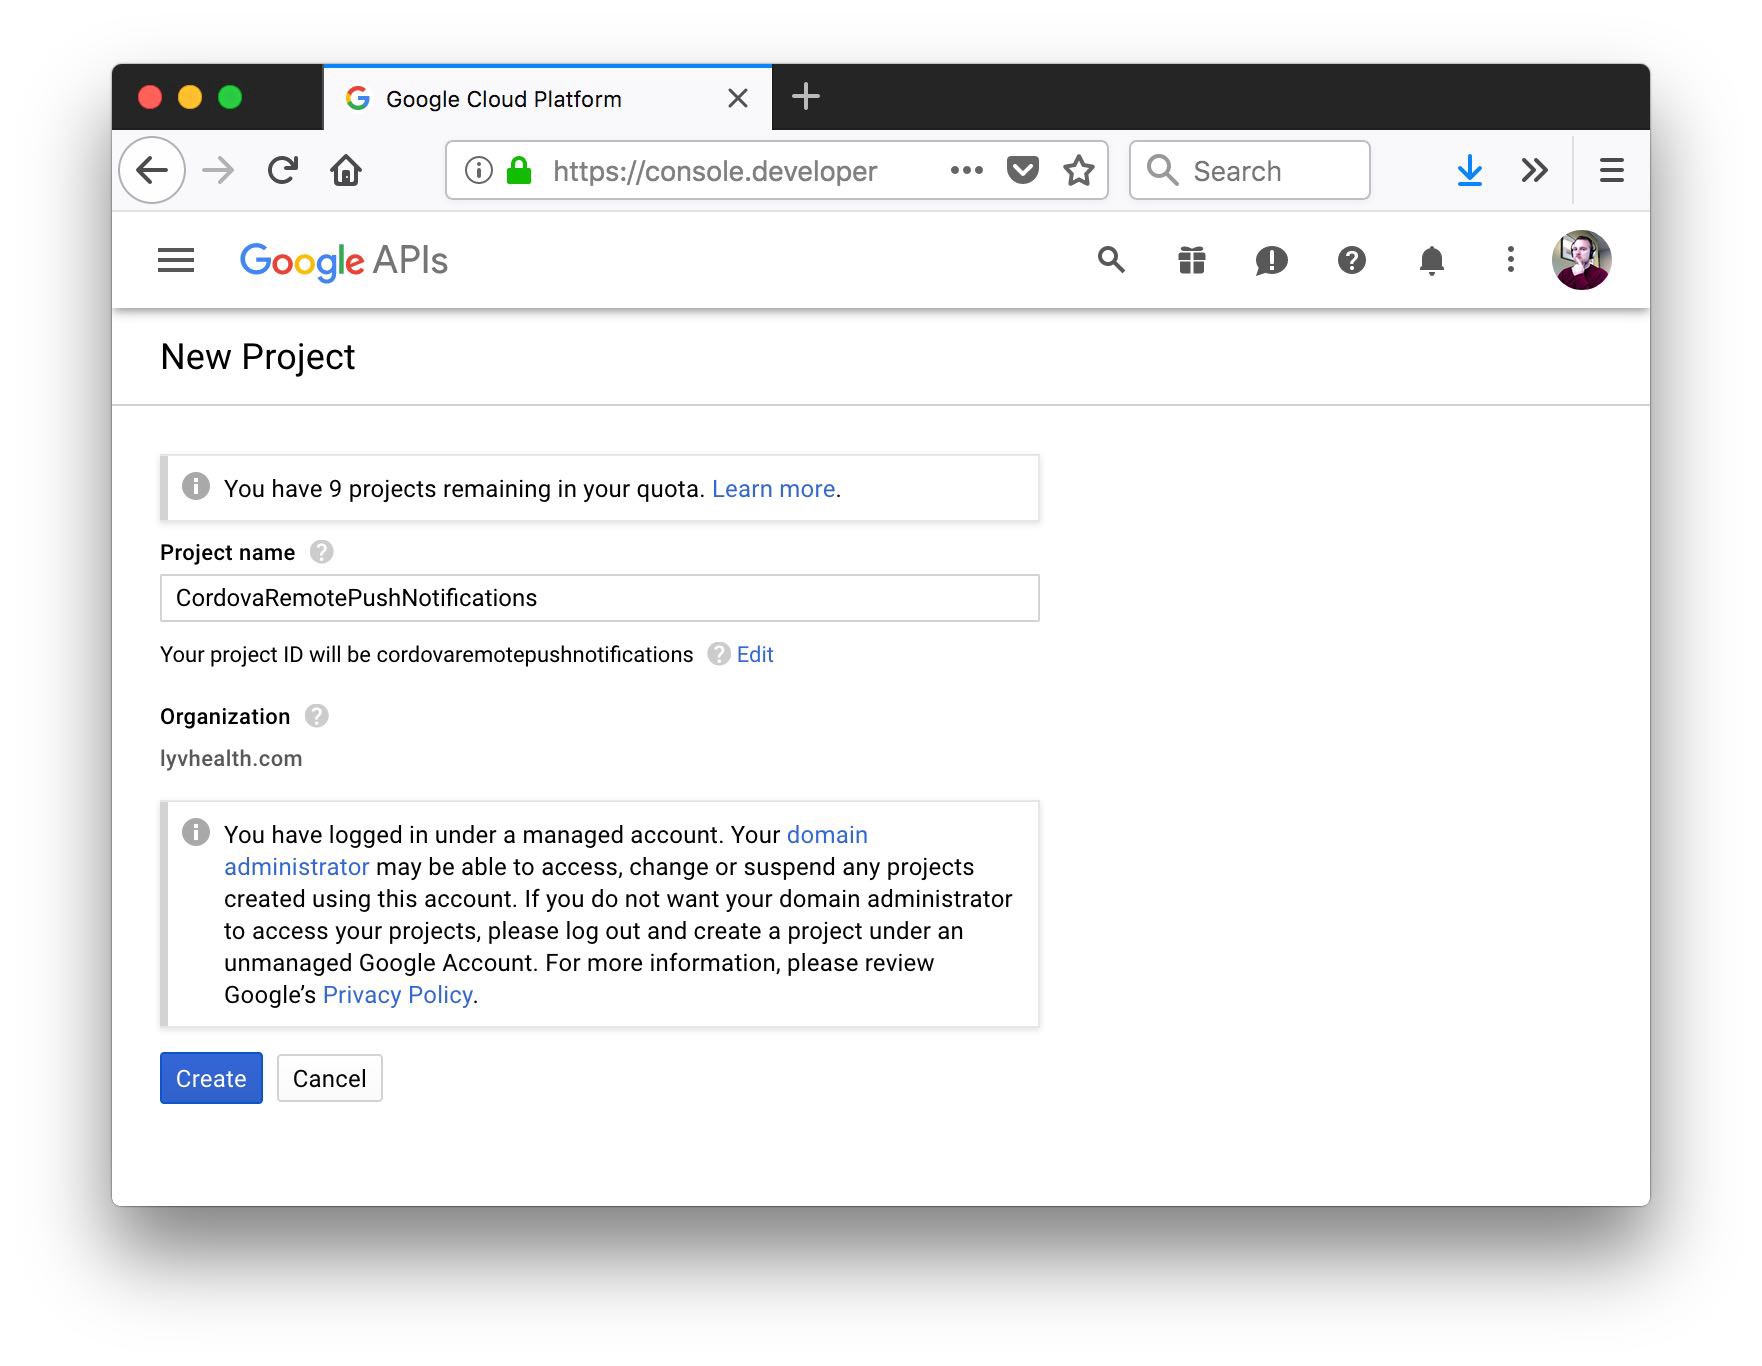 Google Cloud Platform
https://console.developer
Search
Google APIs
New Project
You have 9 projects remaining in your quota. Learn more.
Project name
CordovaRemotePushNotifications
Your project ID will be cordovaremotepushnotifications Edit
Organization
lyvhealth.com
You have logged in under a managed account. Your domain
administrator may be able to access, change or suspend any projects
created using this account. If you do not want your domain administrator
to access your projects, please log out and create a project under an
unmanaged Google Account. For more information, please review
Google’s Privacy Policy.
Create Cancel